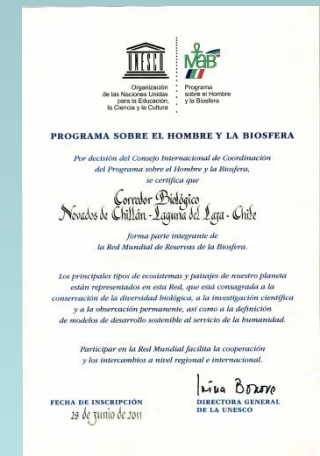 UNESCO
MAB
Organización
de las Naciones Unidas
para la Educación,
la Ciencia y la Cultura
Programa
sobre el Hombre
y la Biosfera
PROGRAMA SOBRE EL HOMBRE Y LA BIOSFERA
Por decisión del Consejo Internacional de Coordinación
del Programa sobre el Hombre y la Biosfera,
se certifica que
Corredor Biológico
Nevados de Chillán - Laguna del Laja - Chile
forma parte integrante de
la Red Mundial de Reservas de la Biosfera.
Los principales tipos de ecosistemas y paisajes de nuestro planeta
están representados en esta Red, que está consagrada a la
conservación de la diversidad biológica, a la investigación científica
y a la observación permanente, así como a la definición
de modelos de desarrollo sostenible al servicio de la humanidad.
Participar en la Red Mundial facilita la cooperación
y los intercambios a nivel regional e internacional.
Irina Bokova
FECHA DE INSCRIPCIÓN
29 de junio de 2011
DIRECTORA GENERAL
DE LA UNESCO